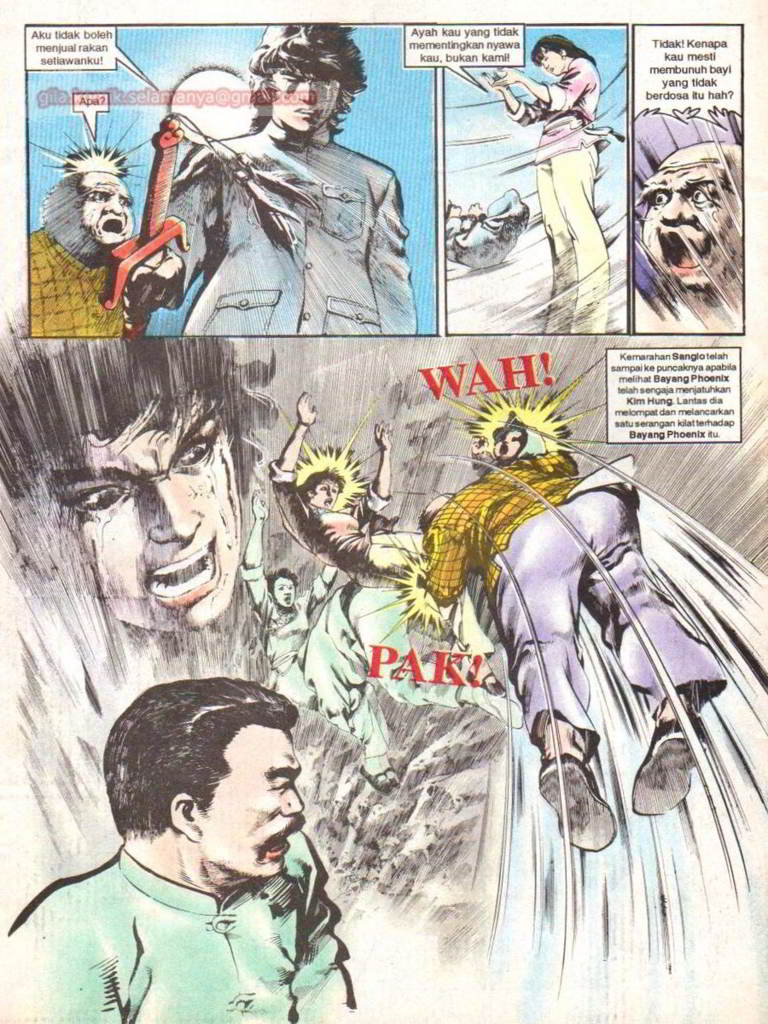 Aku tidak boleh
menjual rakan
setiawanku!
Apa?
Ayah kau yang tidak
mementingkan nyawa
kau, bukan kami!
Tidak! Kenapa
kau mesti
membunuh bayi
yang tidak
berdosa itu hah?
Kemarahan Sanglo telah
sampai ke puncaknya apabila
melihat Bayang Phoenix
telah sengaja menjatuhkan
Kim Hung. Lantas dia
melompat dan melancarkan
satu serangan kilat terhadap
Bayang Phoenix itu.
WAH!
PAK!